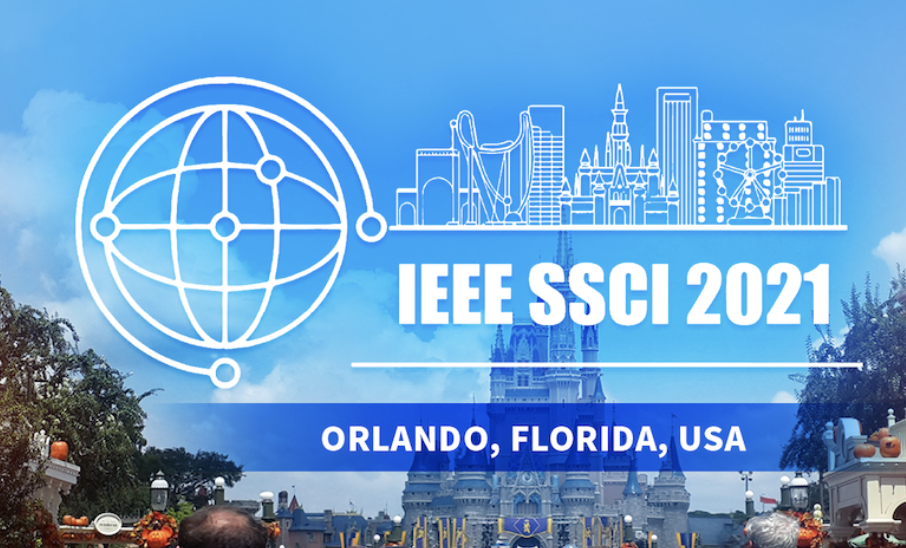 IEEE SSCI 2021
ORLANDO, FLORIDA, USA